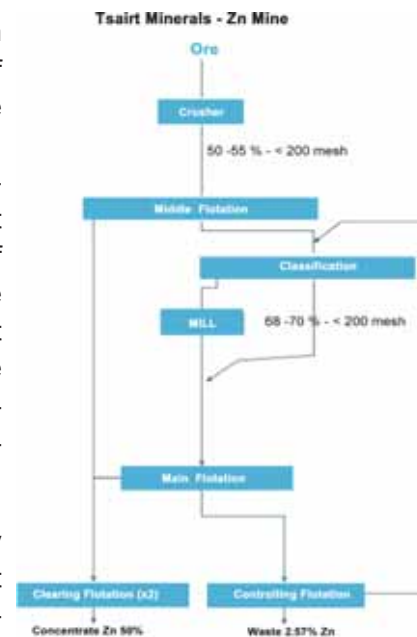 Tsairt Minerals - Zn Mine
Ore
Crusher
50 -55 % - < 200 mesh
Middle Flotation
Classification
MILL
68 -70 % - < 200 mesh
Main Flotation
Clearing Flotation (x2)
Controlling Flotation
Concentrate Zn 50%
Waste 2.57% Zn